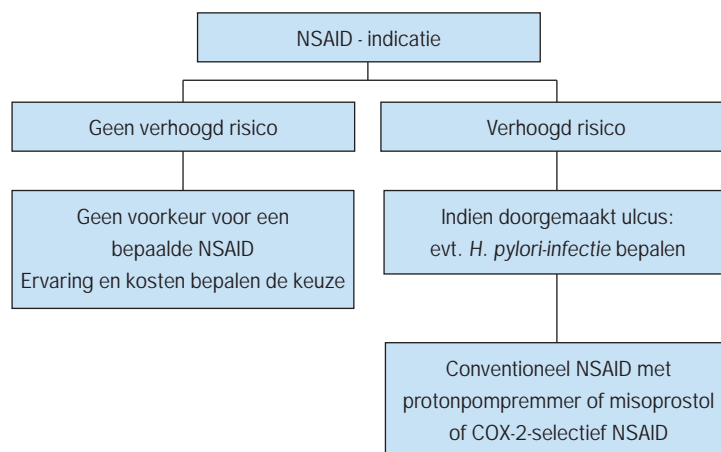 NSAID - indicatie
Geen verhoogd risico
Verhoogd risico
Geen voorkeur voor een
bepaalde NSAID
Ervaring en kosten bepalen de keuze
Indien doorgemaakt ulcus:
evt. H. pylori-infectie bepalen
Conventioneel NSAID met
protonpompremmer of misoprostol
of COX-2-selectief NSAID